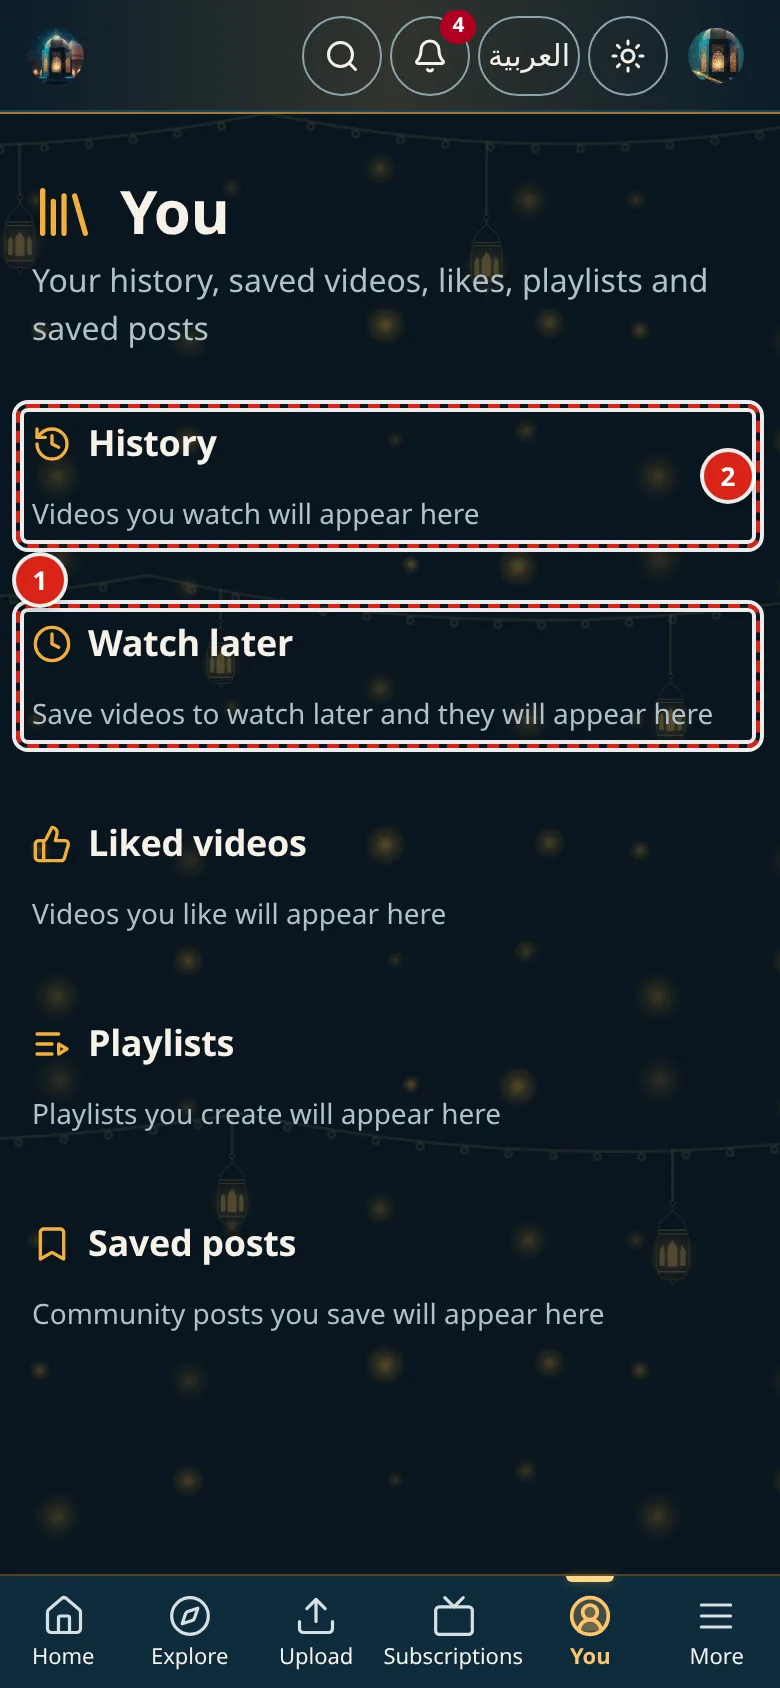 4
العربية
You
Your history, saved videos, likes, playlists and
saved posts
History
2
Videos you watch will appear here
1
Watch later
Save videos to watch later and they will appear here
Liked videos
Videos you like will appear here
Playlists
Playlists you create will appear here
Saved posts
Community posts you save will appear here
Home
Explore
Upload
Subscriptions
You
More